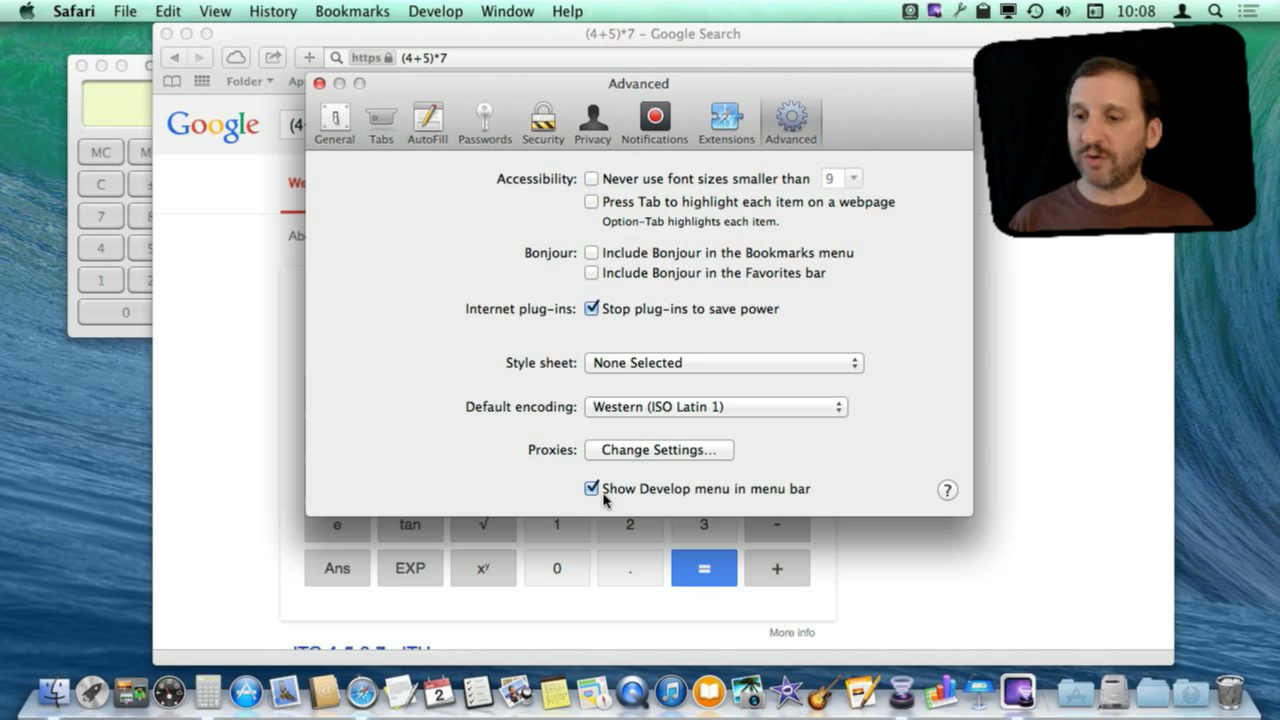 Safari File Edit View History Bookmarks Develop Window Help 10:08
(4+5)*7 – Google Search
https (4+5)*7
Folder
Advanced
Google
General Tabs AutoFill Passwords Security Privacy Notifications Extensions Advanced
Accessibility: Never use font sizes smaller than 9
Press Tab to highlight each item on a webpage
Option-Tab highlights each item.
Bonjour: Include Bonjour in the Bookmarks menu
Include Bonjour in the Favorites bar
Internet plug-ins: Stop plug-ins to save power
Style sheet: None Selected
Default encoding: Western (ISO Latin 1)
Proxies: Change Settings...
Show Develop menu in menu bar
?
MC
C
7
4
1
0
e tan √ 1 2 3 -
Ans EXP xʸ 0 . = +
More info
2